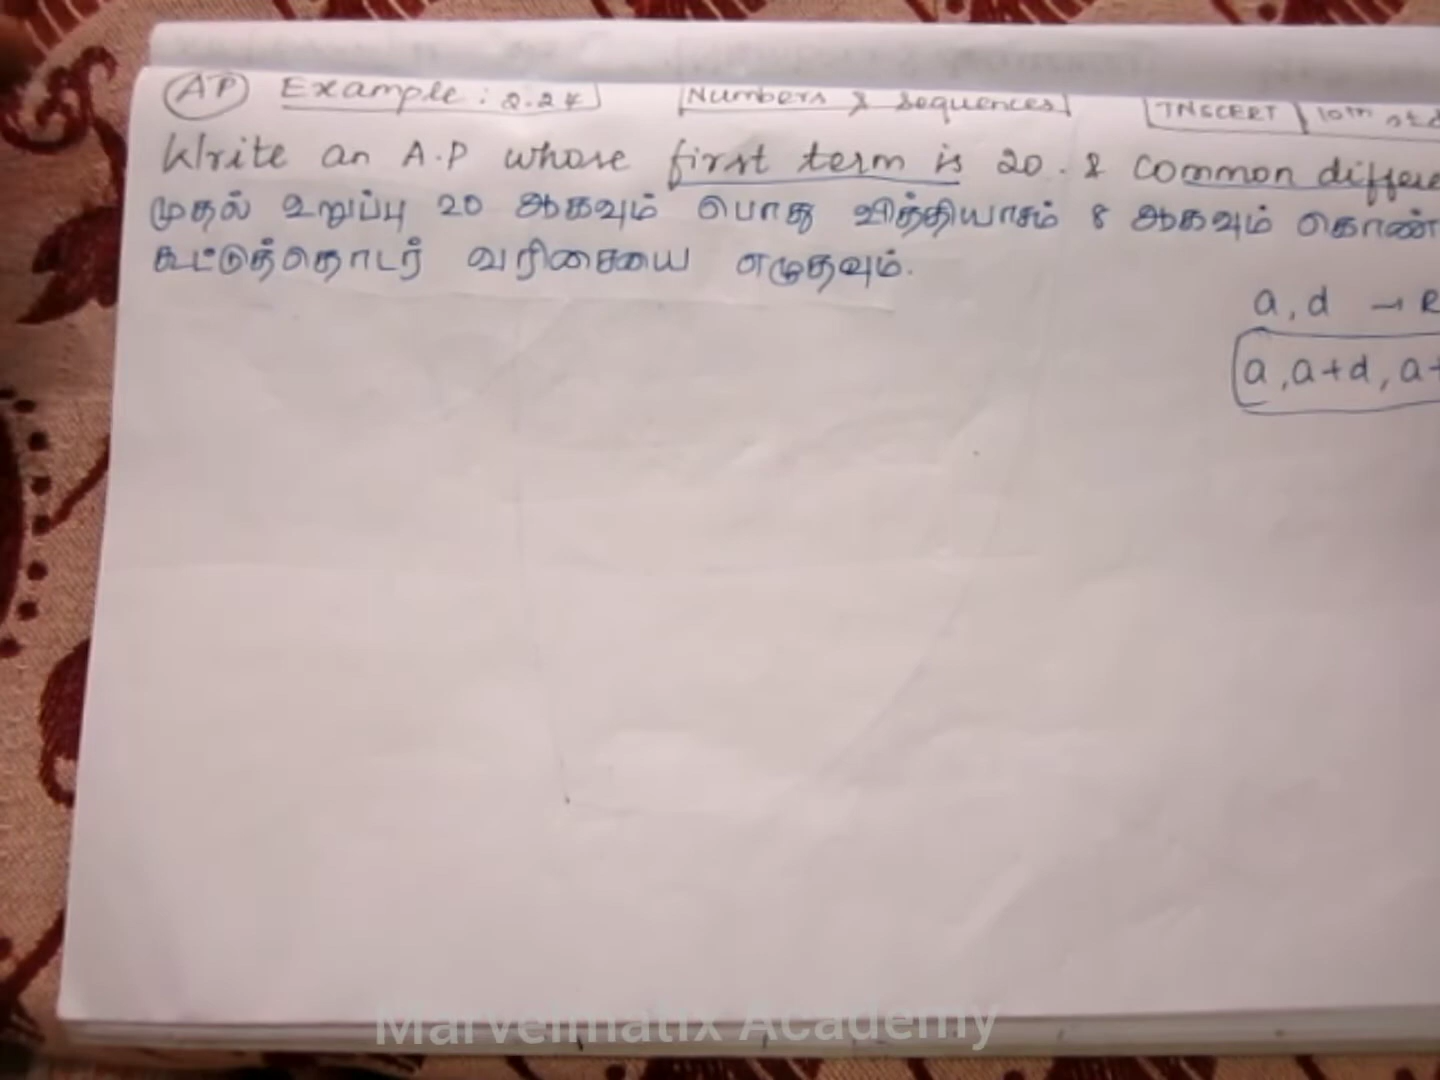 AP Example: 2.24 Numbers & Sequences TNSCERT 10th
Write an A.P whose first term is 20. & common
முதல் உறுப்பு 20 ஆகவும் பொது வித்தியாசம் 8 ஆகவும்
கூட்டுத்தொடர் வரிசையை எழுதவும்.
a, d →
a, a+d, a+
Marvelmatix Academy